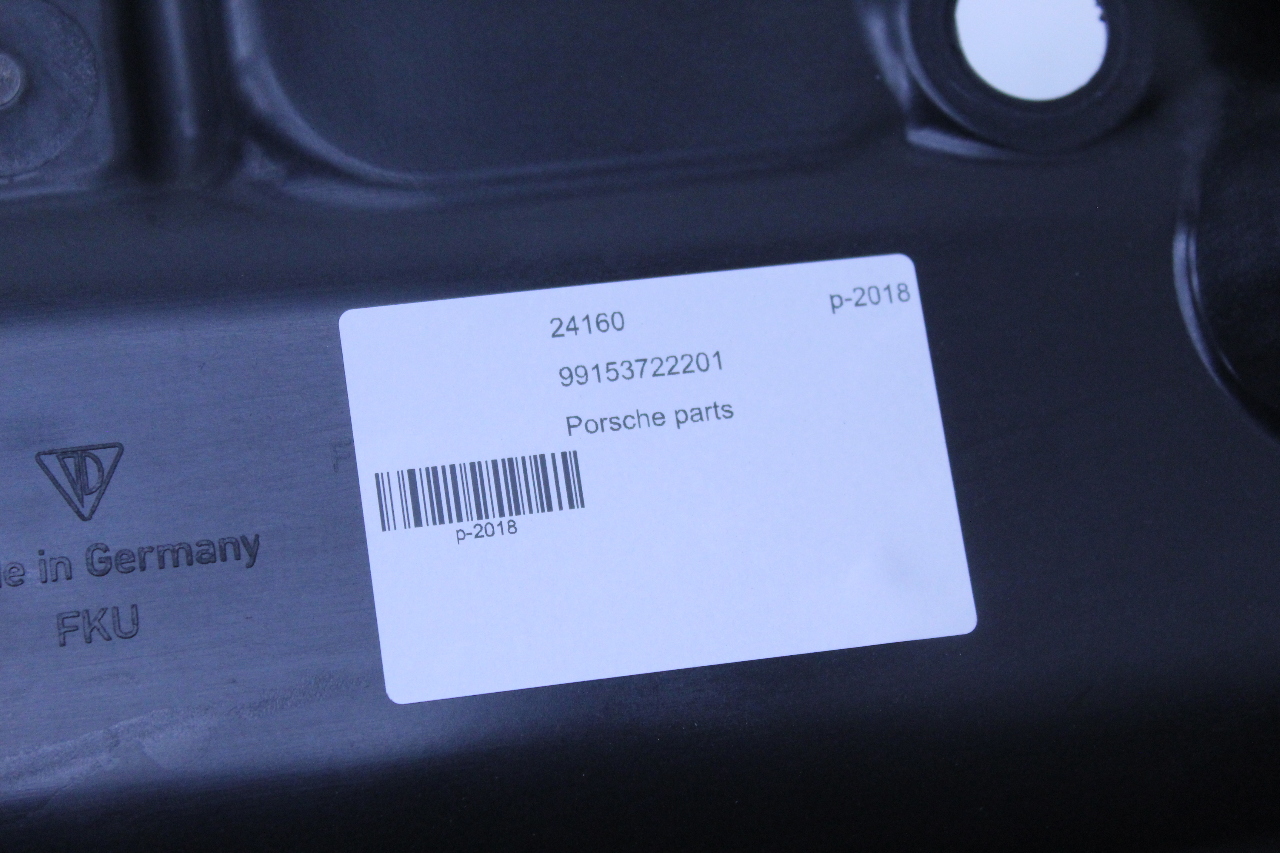 24160
p-2018
99153722201
Porsche parts
p-2018
in Germany
FKU